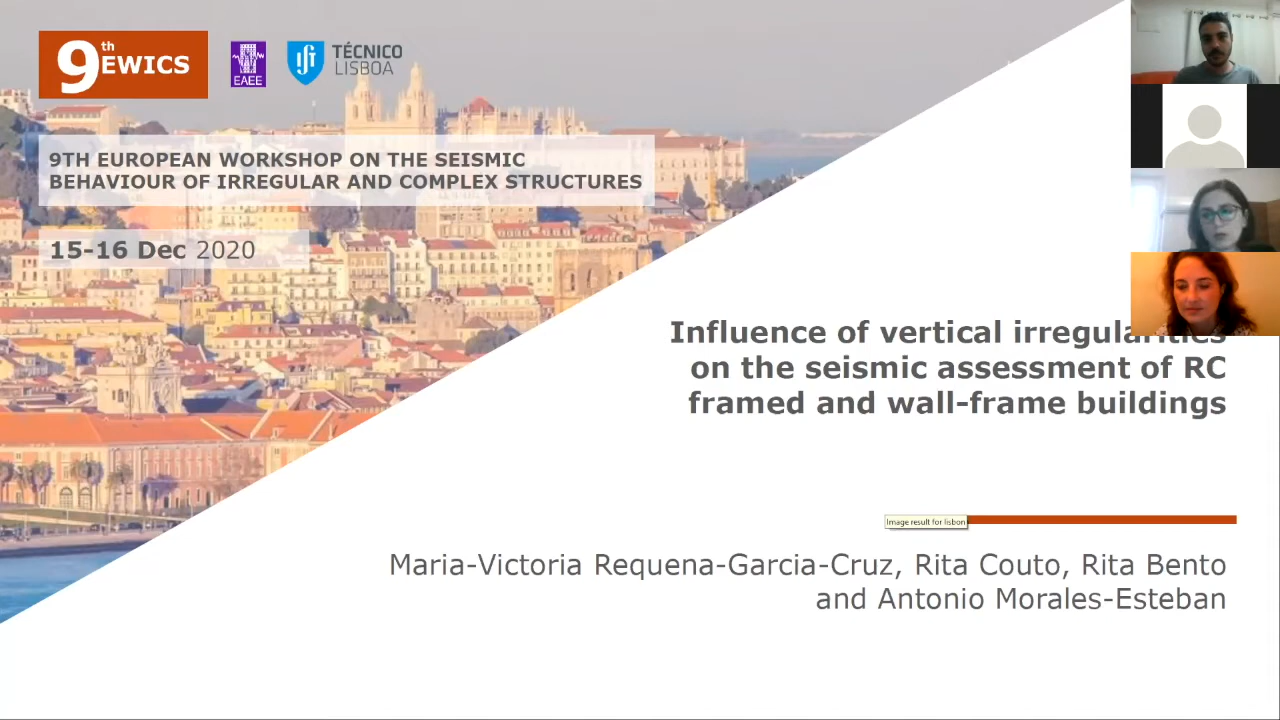 9th EWICS
EAEE
TÉCNICO
LISBOA
9TH EUROPEAN WORKSHOP ON THE SEISMIC
BEHAVIOUR OF IRREGULAR AND COMPLEX STRUCTURES
15-16 Dec 2020
Influence of vertical irregularities
on the seismic assessment of RC
framed and wall-frame buildings
Image result for lisbon
Maria-Victoria Requena-Garcia-Cruz, Rita Couto, Rita Bento
and Antonio Morales-Esteban